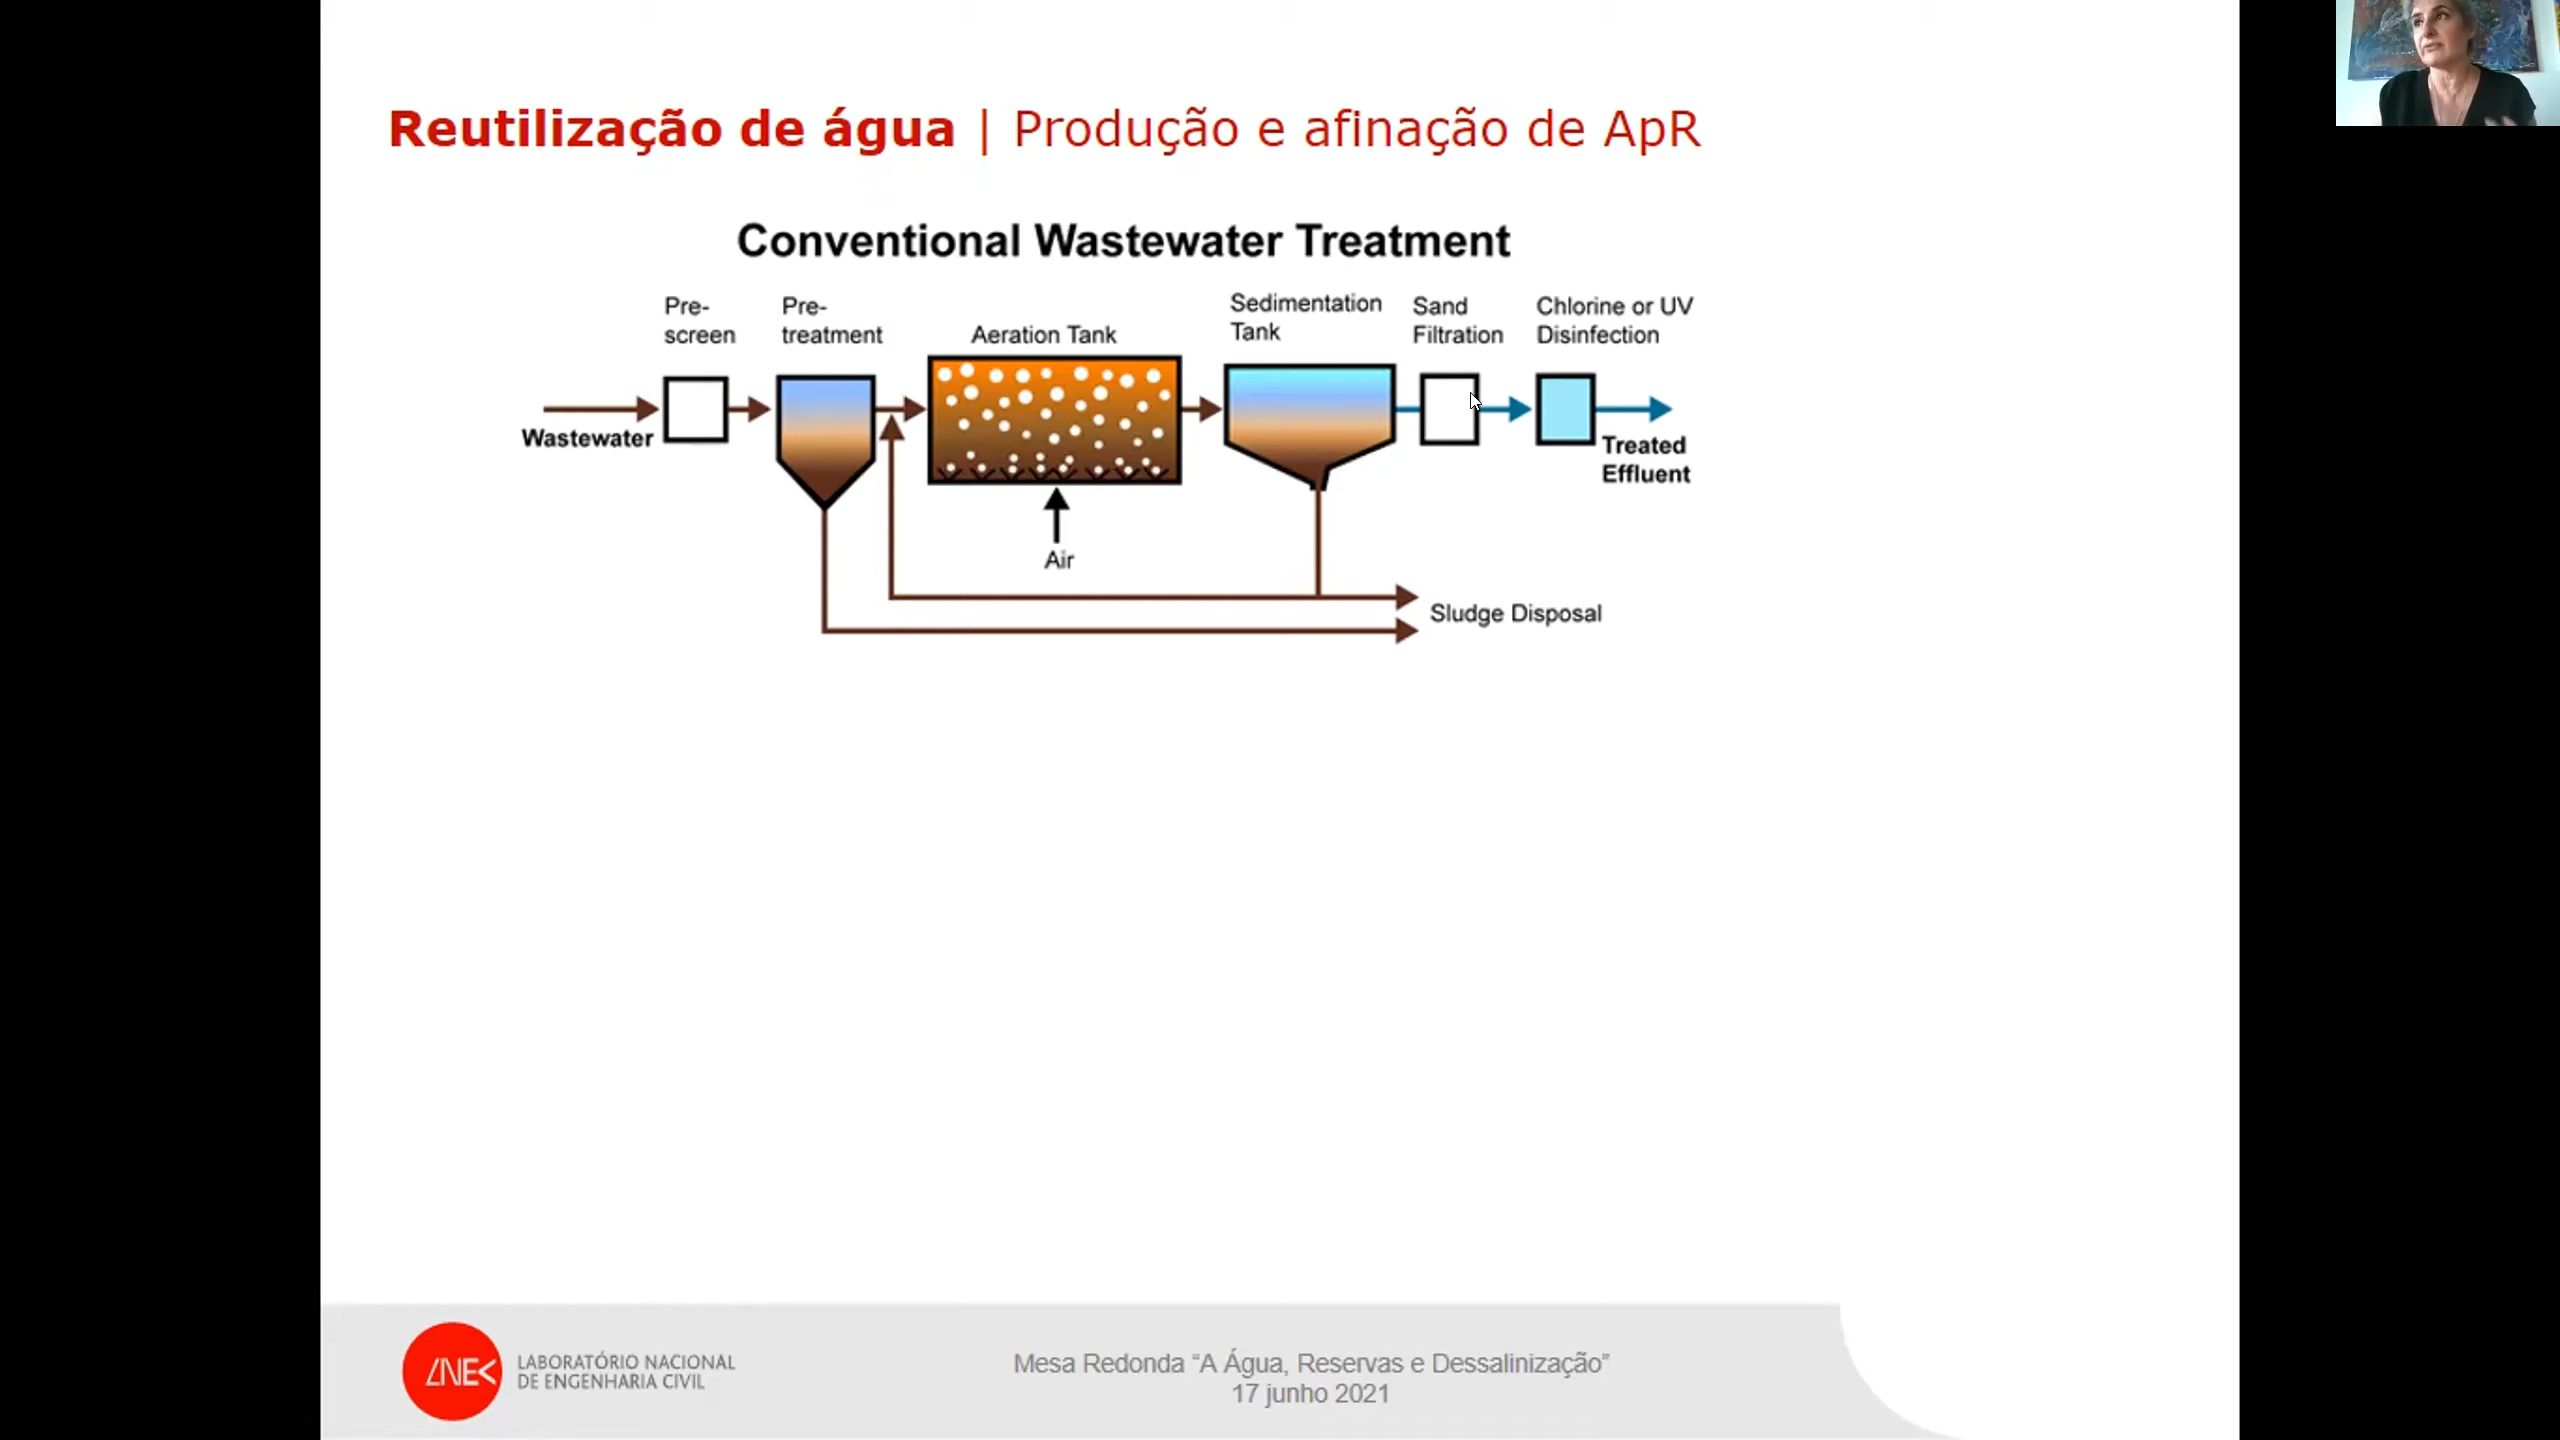 Reutilização de água | Produção e afinação de ApR
Conventional Wastewater Treatment
Pre-
screen
Pre-
treatment
Aeration Tank
Sedimentation
Tank
Sand
Filtration
Chlorine or UV
Disinfection
Wastewater
Treated
Effluent
Air
Sludge Disposal
LNEC
LABORATÓRIO NACIONAL
DE ENGENHARIA CIVIL
Mesa Redonda “A Água, Reservas e Dessalinização”
17 junho 2021